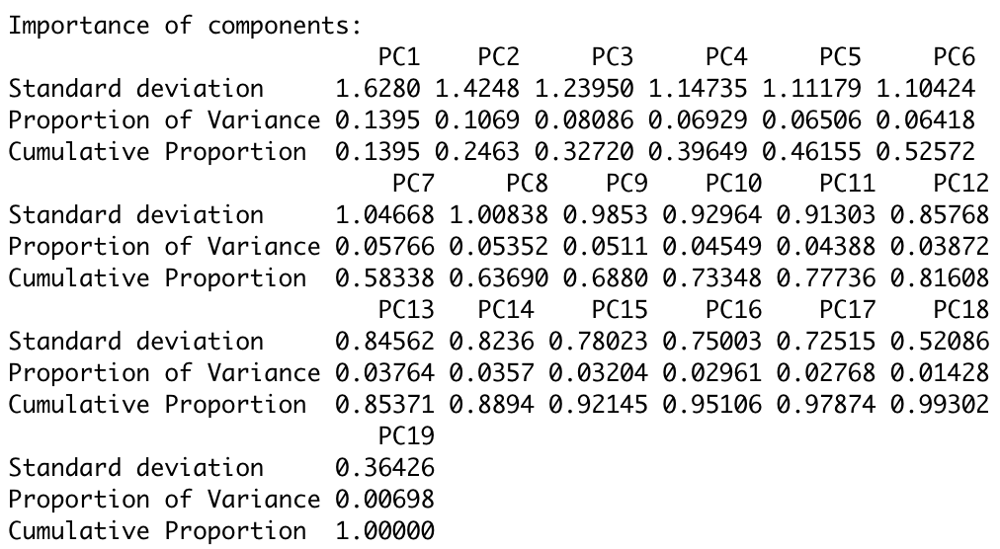 Importance of components:
PC1 PC2 PC3 PC4 PC5 PC6
Standard deviation 1.6280 1.4248 1.23950 1.14735 1.11179 1.10424
Proportion of Variance 0.1395 0.1069 0.08086 0.06929 0.06506 0.06418
Cumulative Proportion 0.1395 0.2463 0.32720 0.39649 0.46155 0.52572
PC7 PC8 PC9 PC10 PC11 PC12
Standard deviation 1.04668 1.00838 0.9853 0.92964 0.91303 0.85768
Proportion of Variance 0.05766 0.05352 0.0511 0.04549 0.04388 0.03872
Cumulative Proportion 0.58338 0.63690 0.6880 0.73348 0.77736 0.81608
PC13 PC14 PC15 PC16 PC17 PC18
Standard deviation 0.84562 0.8236 0.78023 0.75003 0.72515 0.52086
Proportion of Variance 0.03764 0.0357 0.03204 0.02961 0.02768 0.01428
Cumulative Proportion 0.85371 0.8894 0.92145 0.95106 0.97874 0.99302
PC19
Standard deviation 0.36426
Proportion of Variance 0.00698
Cumulative Proportion 1.00000